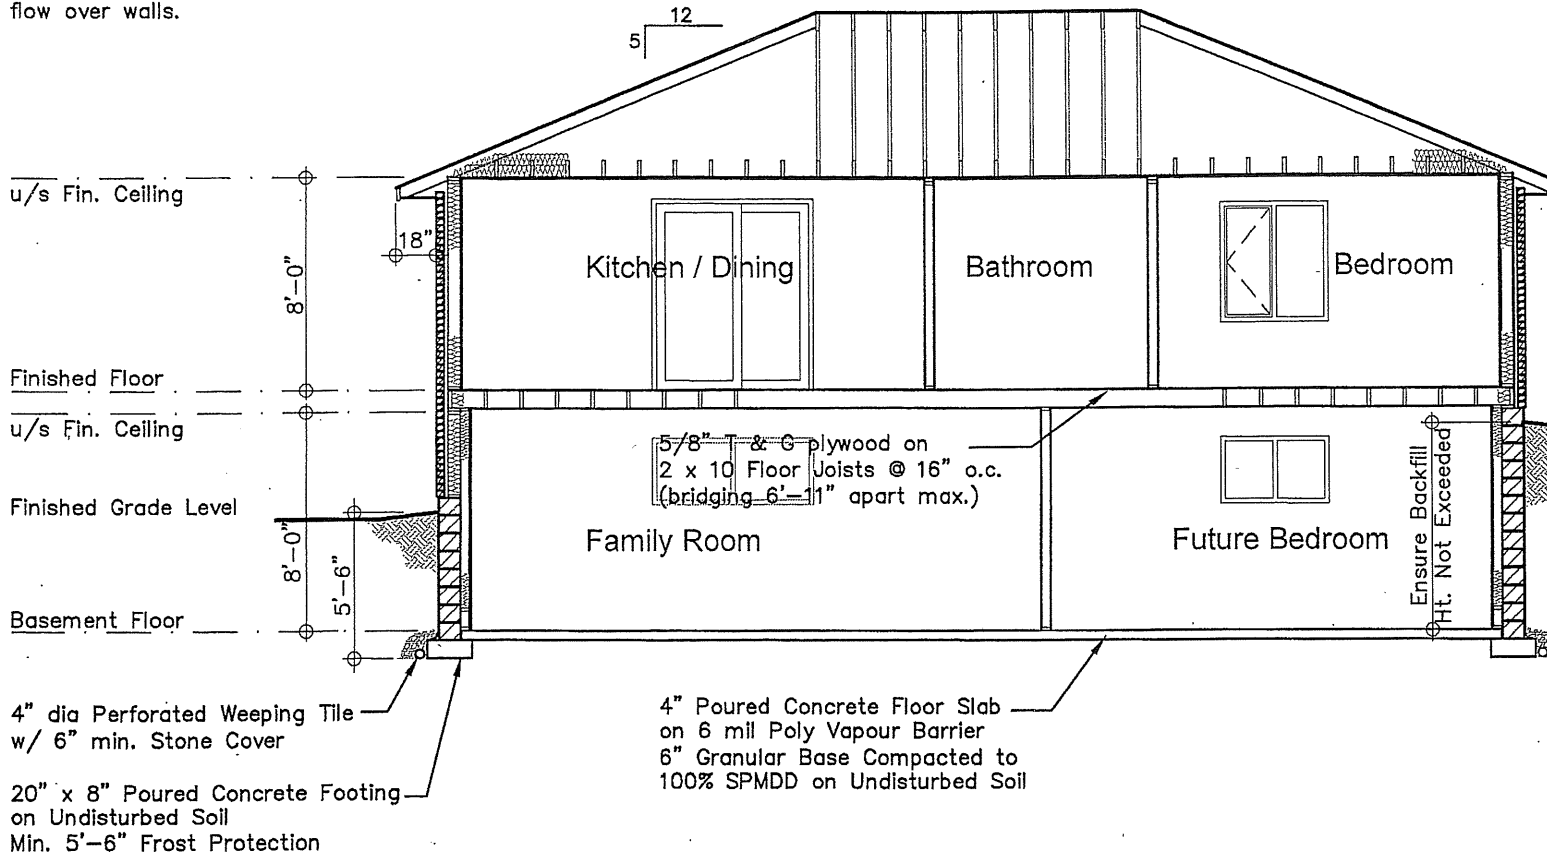 flow over walls.
12
5
u/s Fin. Ceiling
18"
8'-0"
Kitchen / Dining
Bathroom
Bedroom
Finished Floor
u/s Fin. Ceiling
5/8" T & G plywood on
2 x 10 Floor Joists @ 16" o.c.
(bridging 6'-11" apart max.)
Ensure Backfill
Ht. Not Exceeded
Finished Grade Level
8'-0"
5'-6"
Family Room
Future Bedroom
Basement Floor
4" dia Perforated Weeping Tile
w/ 6" min. Stone Cover
20" x 8" Poured Concrete Footing
on Undisturbed Soil
Min. 5'-6" Frost Protection
4" Poured Concrete Floor Slab
on 6 mil Poly Vapour Barrier
6" Granular Base Compacted to
100% SPMDD on Undisturbed Soil